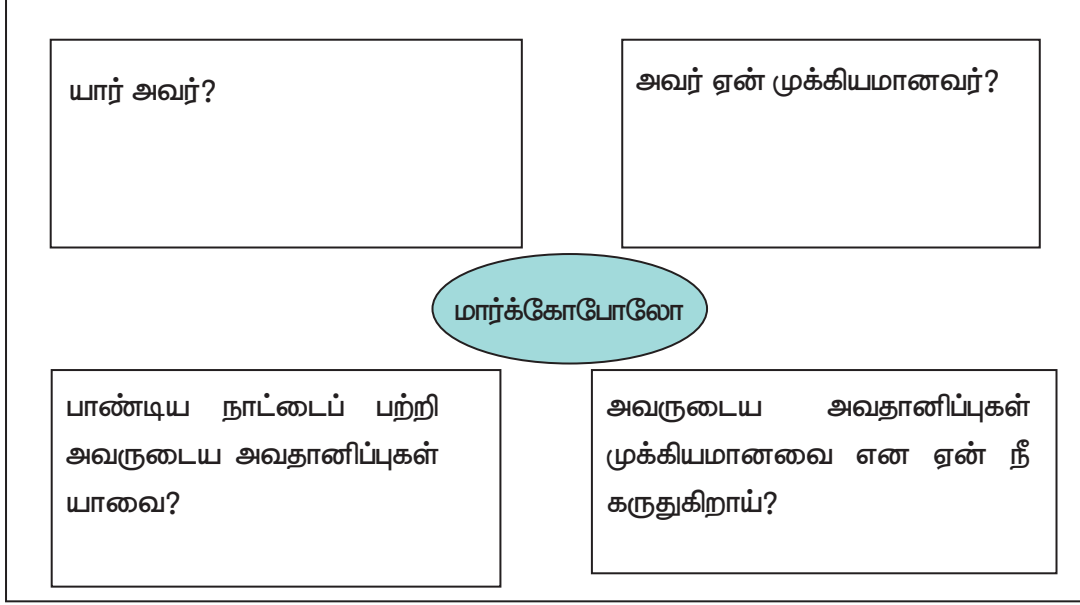 யார் அவர்?
அவர் ஏன் முக்கியமானவர்?
மார்க்கோபோலோ
பாண்டிய நாட்டைப் பற்றி
அவருடைய அவதானிப்புகள்
யாவை?
அவருடைய அவதானிப்புகள்
முக்கியமானவை என ஏன் நீ
கருதுகிறாய்?